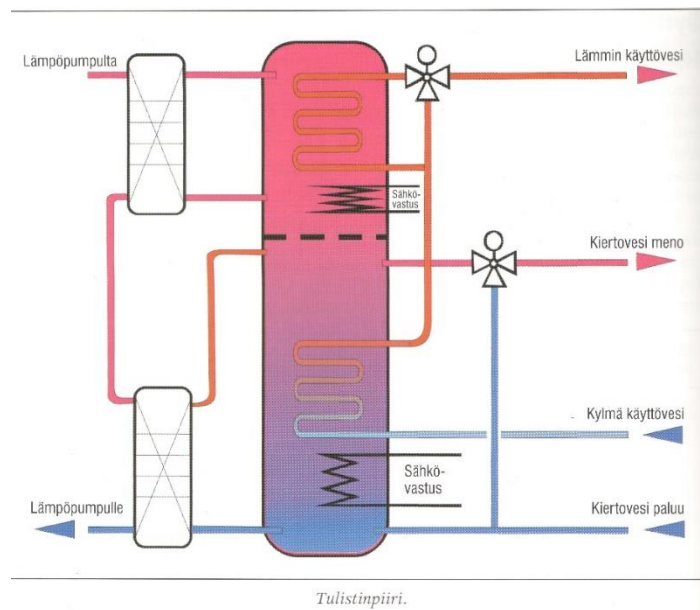 Lämpöpumpulta
Lämmin käyttövesi
Sähkö-
vastus
Kiertovesi meno
Kylmä käyttövesi
Sähkö-
vastus
Lämpöpumpulle
Kiertovesi paluu
Tulistinpiiri.